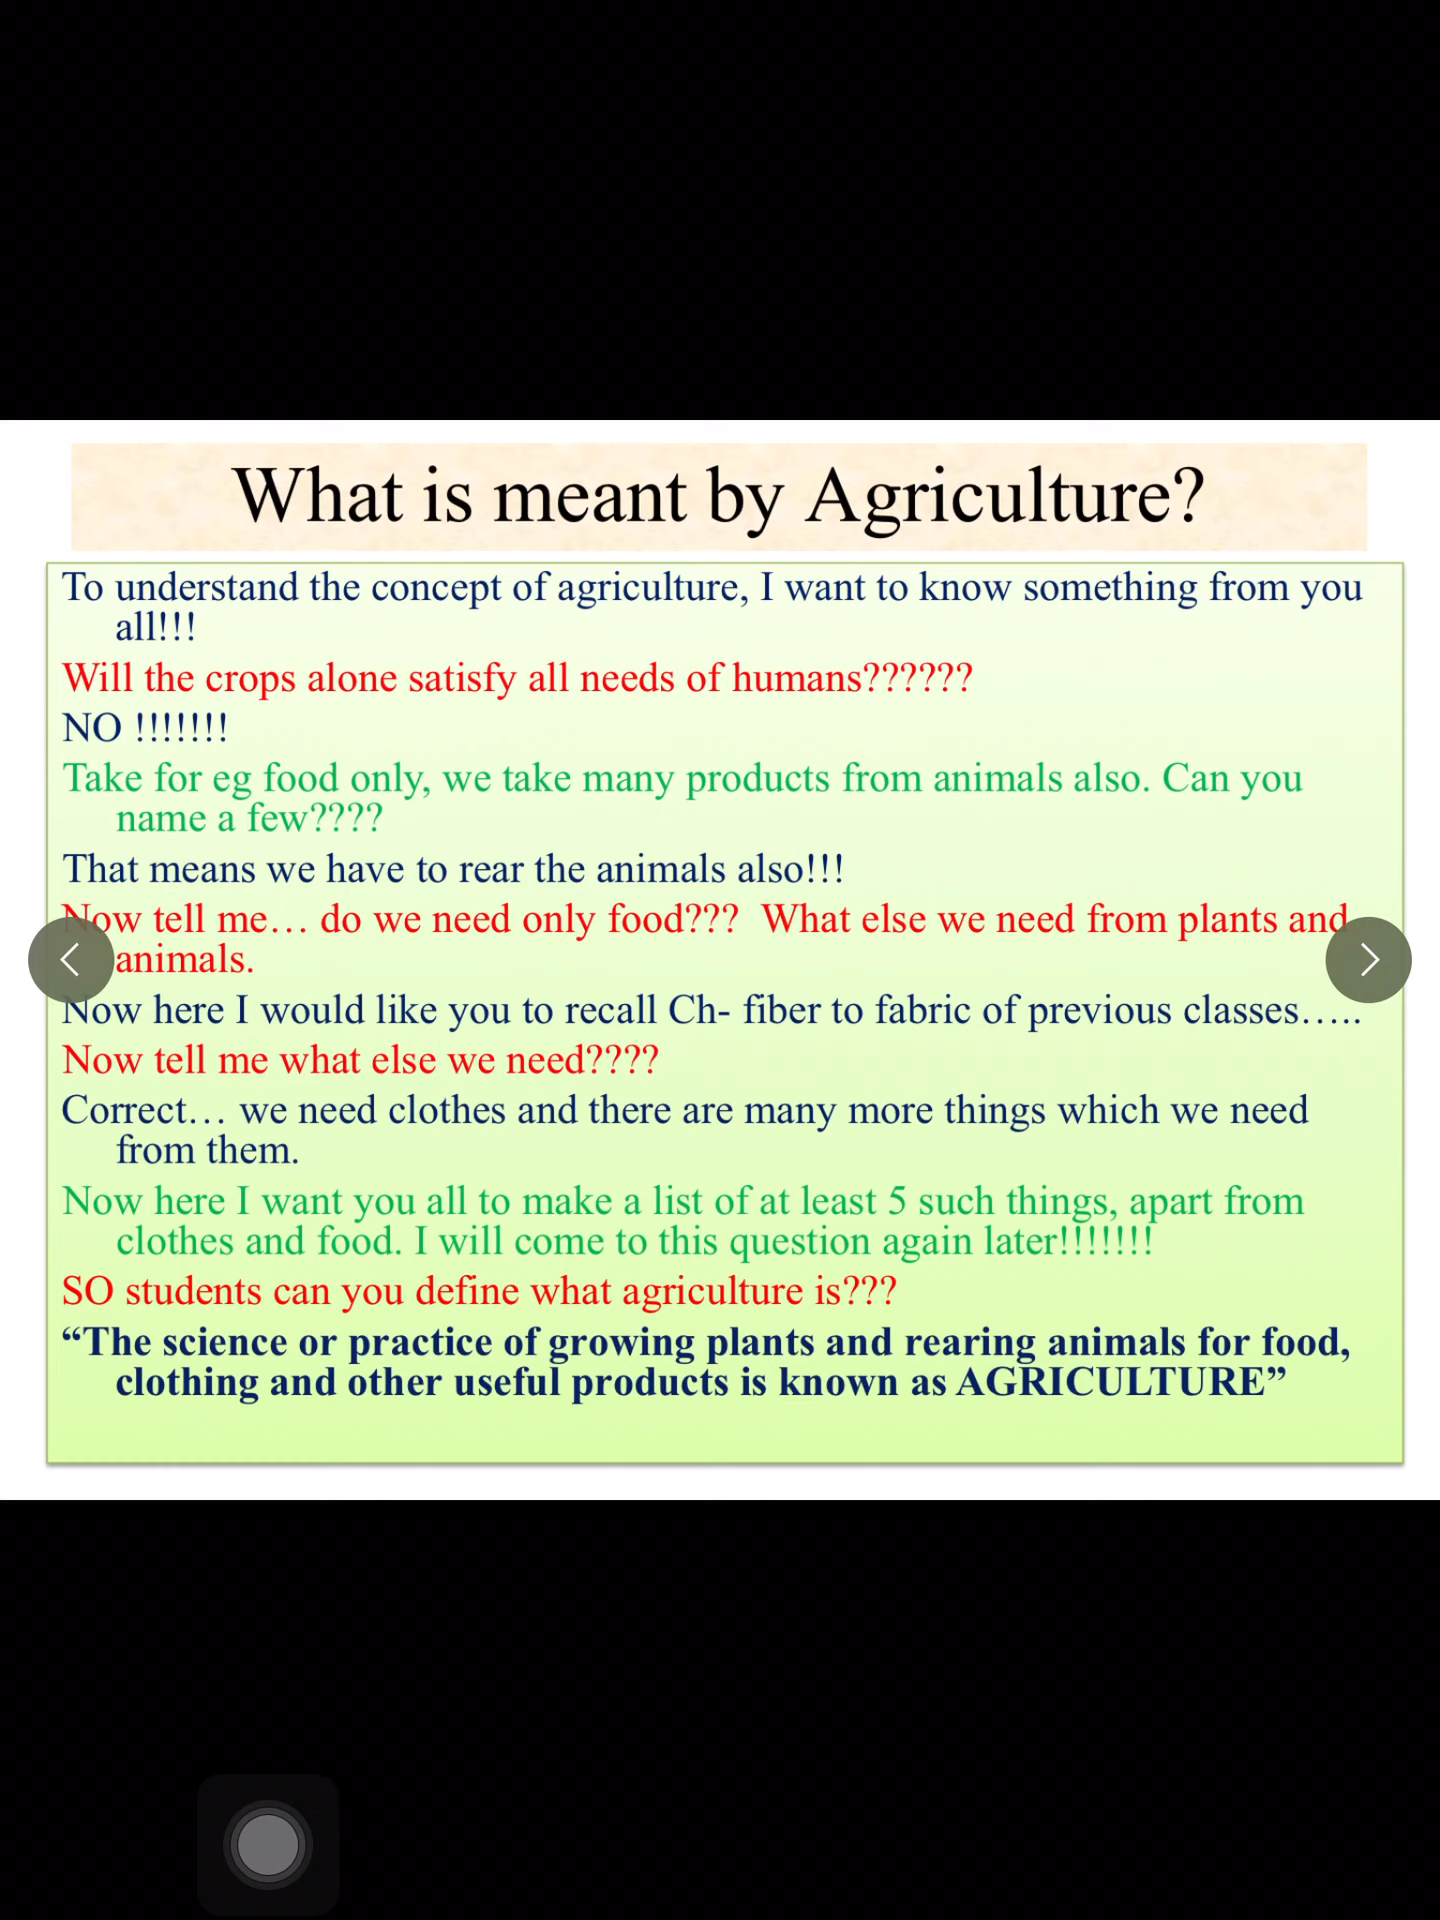 What is meant by Agriculture?
To understand the concept of agriculture, I want to know something from you
all!!!
Will the crops alone satisfy all needs of humans??????
NO !!!!!!!
Take for eg food only, we take many products from animals also. Can you
name a few????
That means we have to rear the animals also!!!
Now tell me… do we need only food??? What else we need from plants and
animals.
Now here I would like you to recall Ch- fiber to fabric of previous classes…..
Now tell me what else we need????
Correct… we need clothes and there are many more things which we need
from them.
Now here I want you all to make a list of at least 5 such things, apart from
clothes and food. I will come to this question again later!!!!!!!
SO students can you define what agriculture is???
“The science or practice of growing plants and rearing animals for food,
clothing and other useful products is known as AGRICULTURE”